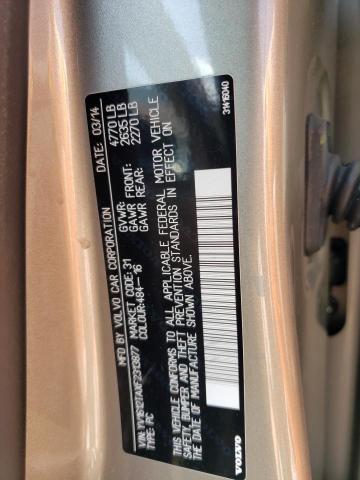 MFD BY VOLVO CAR CORPORATION DATE: 03/14
MARKET CODE: 31 GVWR: 4770 LB
COLOUR: 484-16 GAWR FRONT: 2635 LB
GAWR REAR: 2270 LB
TYPE: PC
THIS VEHICLE CONFORMS TO ALL APPLICABLE FEDERAL MOTOR VEHICLE
SAFETY, BUMPER AND THEFT PREVENTION STANDARDS IN EFFECT ON
THE DATE OF MANUFACTURE SHOWN ABOVE.
VOLVO 31416040